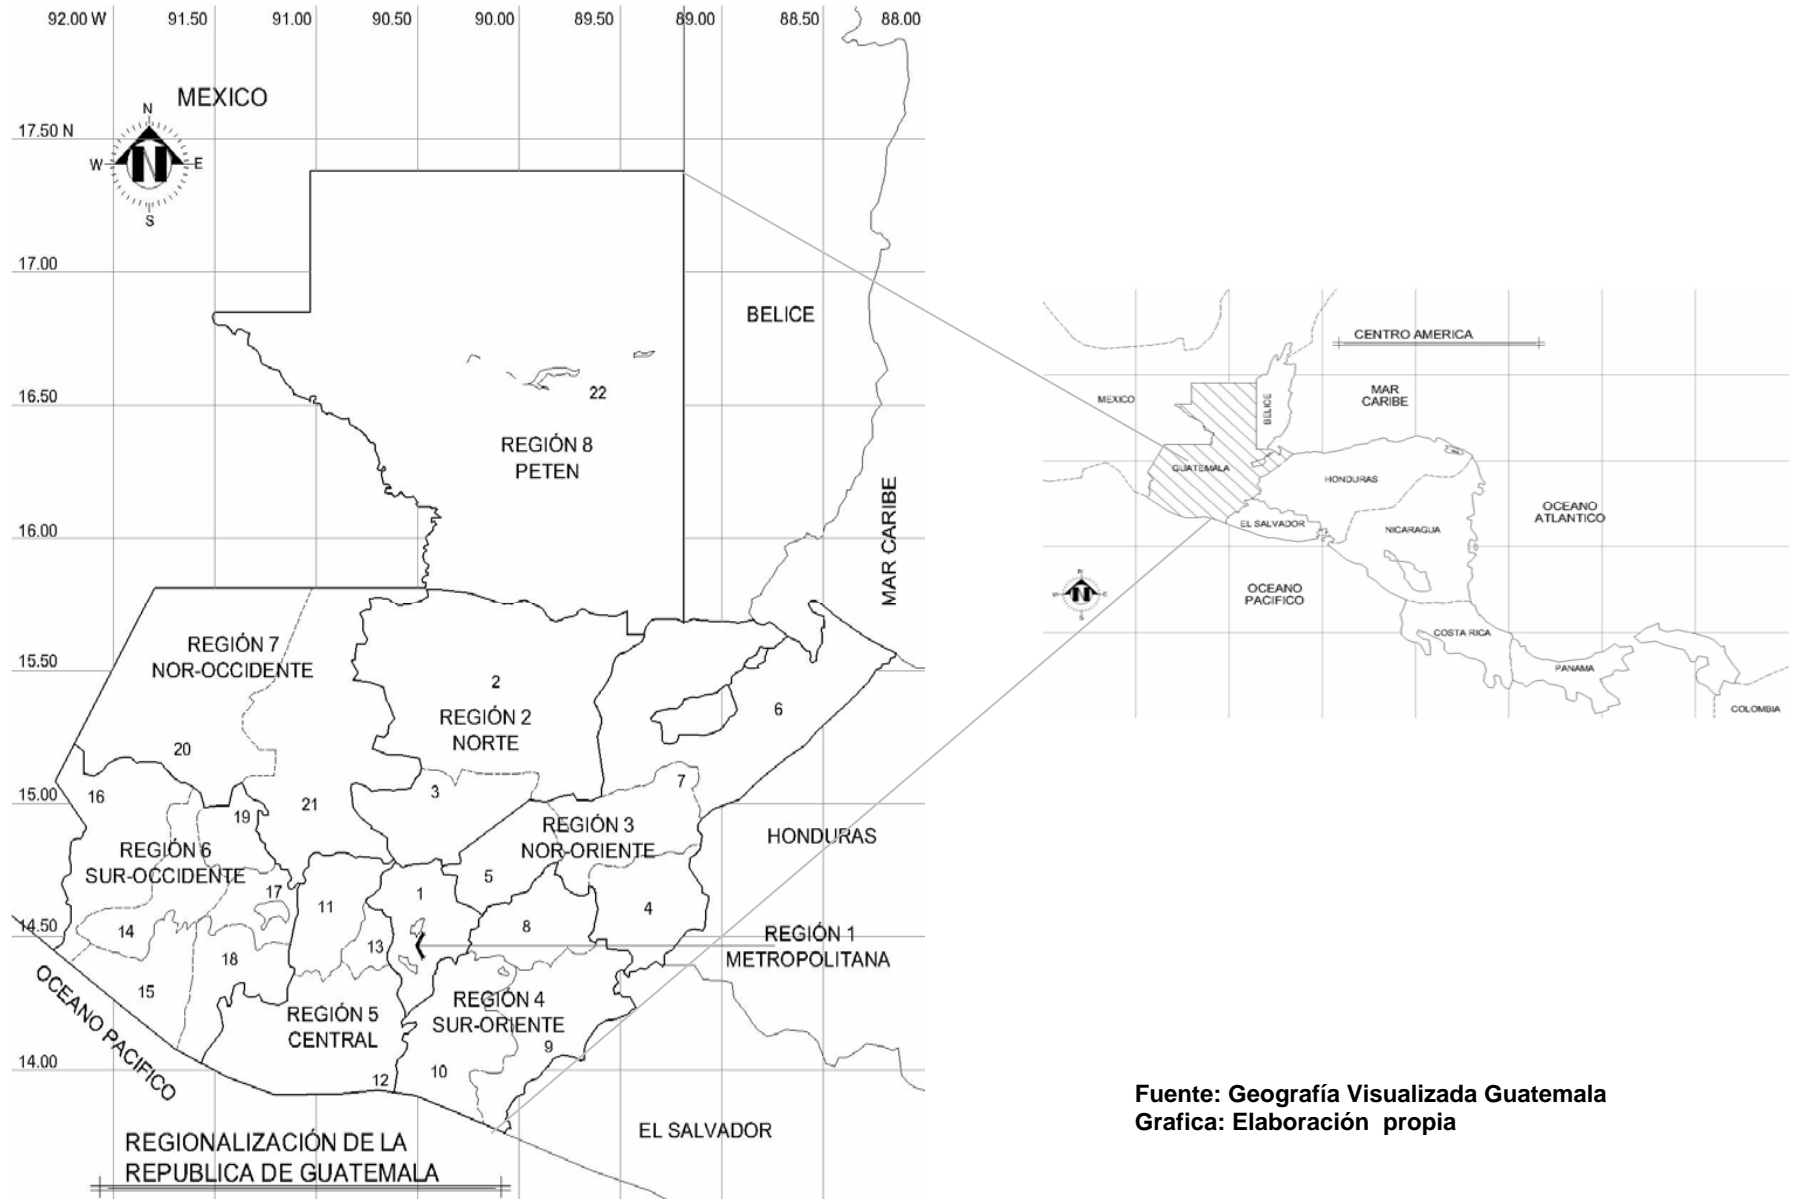 92.00 W 91.50 91.00 90.50 90.00 89.50 89.00 88.50 88.00
MEXICO
N
17.50 N
W N E
S
17.00
BELICE
16.50
22
REGIÓN 8
PETEN
MAR CARIBE
16.00
REGIÓN 7
NOR-OCCIDENTE
15.50
2
6
REGIÓN 2
NORTE
20
7
3
16
15.00
21
19
REGIÓN 3
NOR-ORIENTE
HONDURAS
REGIÓN 6
SUR-OCCIDENTE
5
17
1
11
4
14.50
14
8
13
REGIÓN 1
METROPOLITANA
18
15
OCEANO PACIFICO
REGIÓN 4
SUR-ORIENTE
REGIÓN 5
CENTRAL
9
14.00
10
12
EL SALVADOR
REGIONALIZACIÓN DE LA
REPUBLICA DE GUATEMALA
CENTRO AMERICA
MEXICO
BELICE
MAR
CARIBE
GUATEMALA
HONDURAS
OCEANO
ATLANTICO
EL SALVADOR
NICARAGUA
OCEANO
PACIFICO
N
N
S
COSTA RICA
PANAMA
COLOMBIA
Fuente: Geografía Visualizada Guatemala
Grafica: Elaboración propia